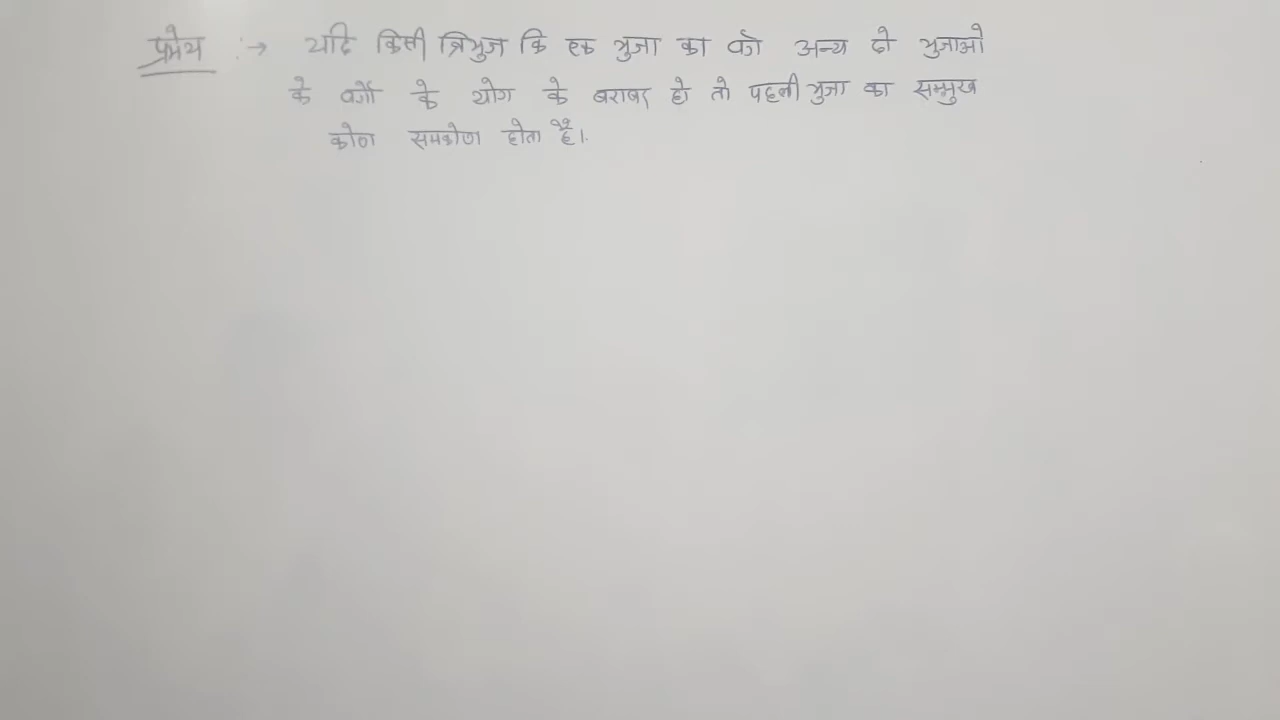 प्रमेय :→ यदि किसी त्रिभुज कि एक भुजा का वर्ग अन्य दो भुजाओ
के वर्गो के योग के बराबर हो तो पहली भुजा का सम्मुख
कोण समकोण होता है।